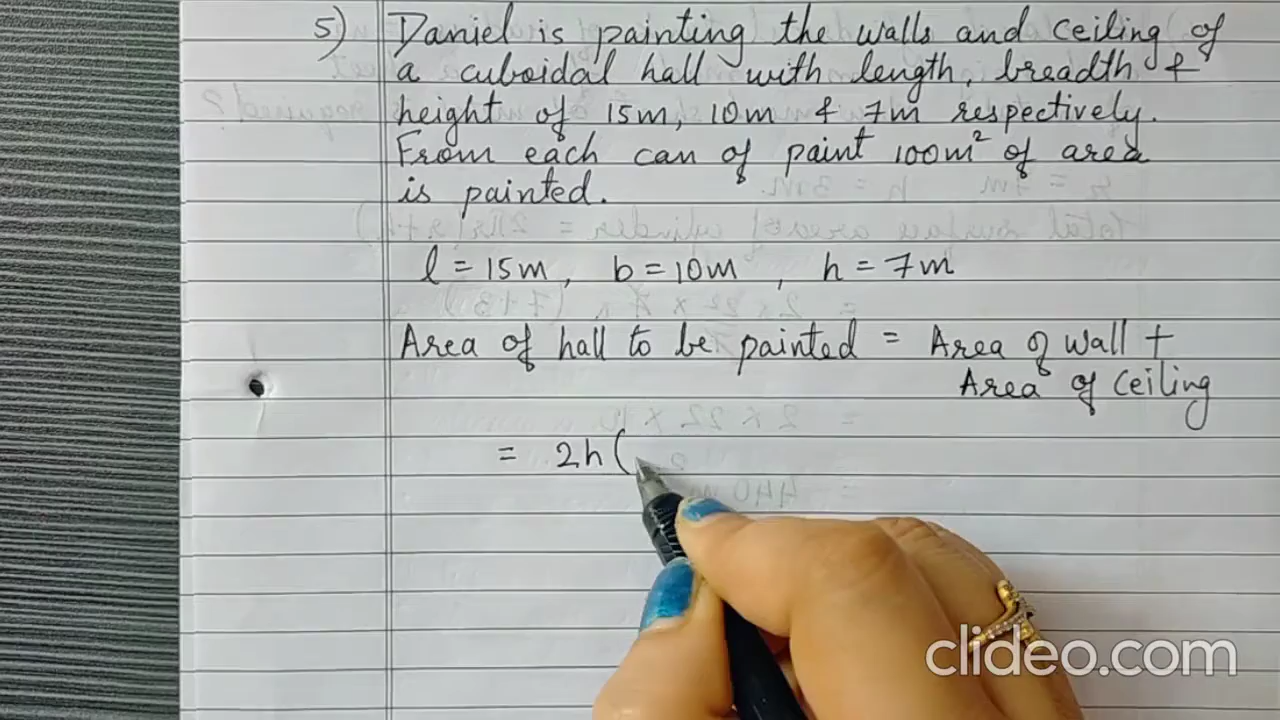 5) Daniel is painting the walls and ceiling of
a cuboidal hall with length, breadth &
height of 15m, 10m & 7m respectively.
From each can of paint 100m² of area
is painted.
l = 15m, b = 10m, h = 7m
Area of hall to be painted = Area of wall +
Area of ceiling
= 2h(
clideo.com